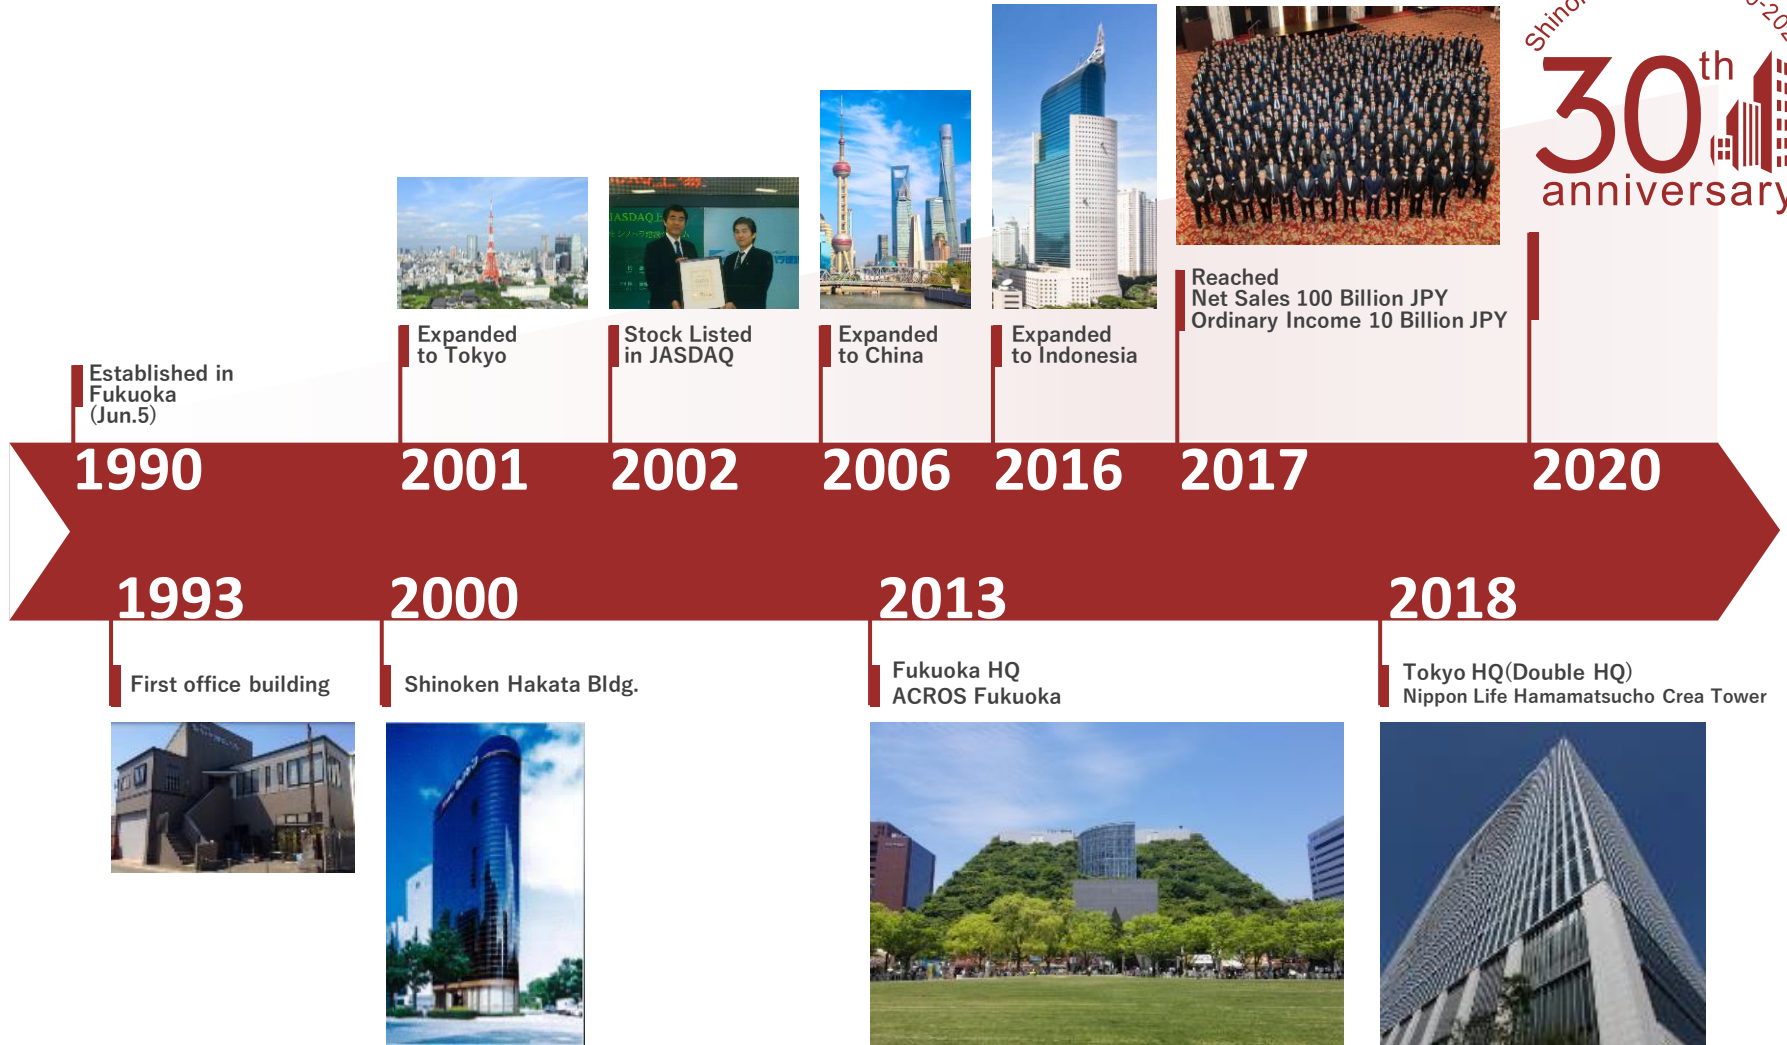 30th
anniversary
Reached
Net Sales 100 Billion JPY
Ordinary Income 10 Billion JPY
Expanded
to Tokyo
Stock Listed
in JASDAQ
Expanded
to China
Expanded
to Indonesia
Established in
Fukuoka
(Jun.5)
1990
2001
2002
2006
2016
2017
2020
1993
2000
2013
2018
First office building
Shinoken Hakata Bldg.
Fukuoka HQ
ACROS Fukuoka
Tokyo HQ(Double HQ)
Nippon Life Hamamatsucho Crea Tower